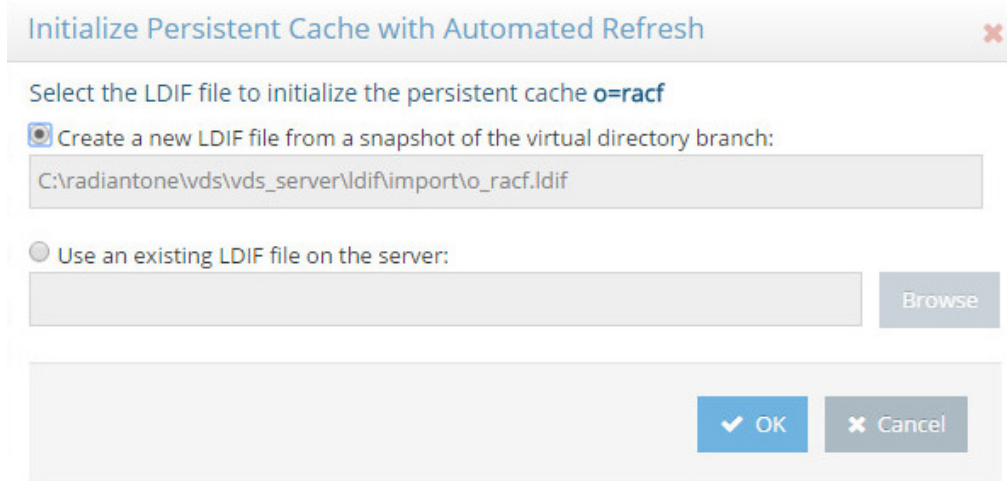 Initialize Persistent Cache with Automated Refresh
Select the LDIF file to initialize the persistent cache o=racf
Create a new LDIF file from a snapshot of the virtual directory branch:
C:\radiantone\vds\vds_server\ldif\import\o_racf.ldif
Use an existing LDIF file on the server:
Browse
OK
Cancel